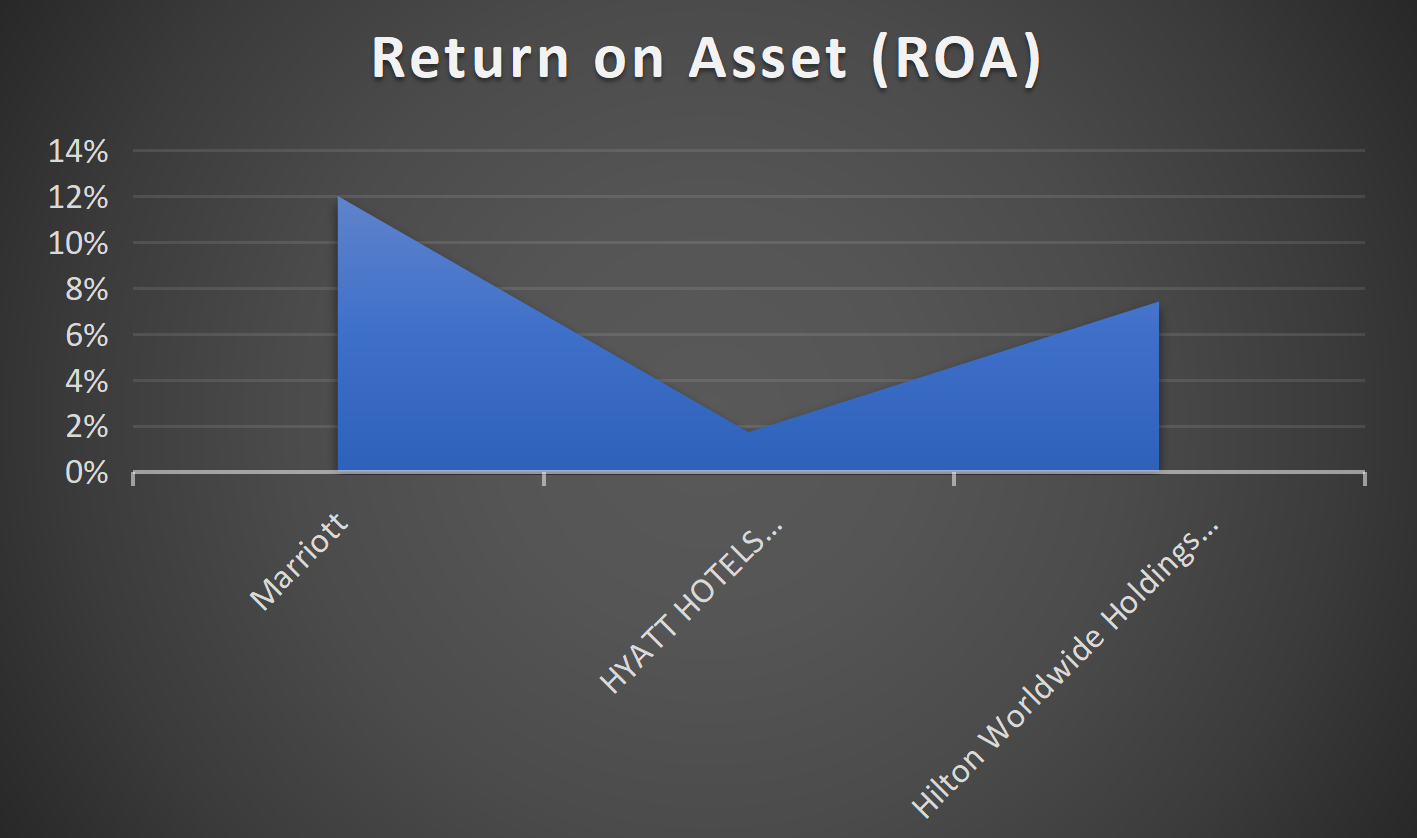 Return on Asset (ROA)
14%
12%
10%
8%
6%
4%
2%
0%
Marriott
HYATT HOTELS...
Hilton Worldwide Holdings...